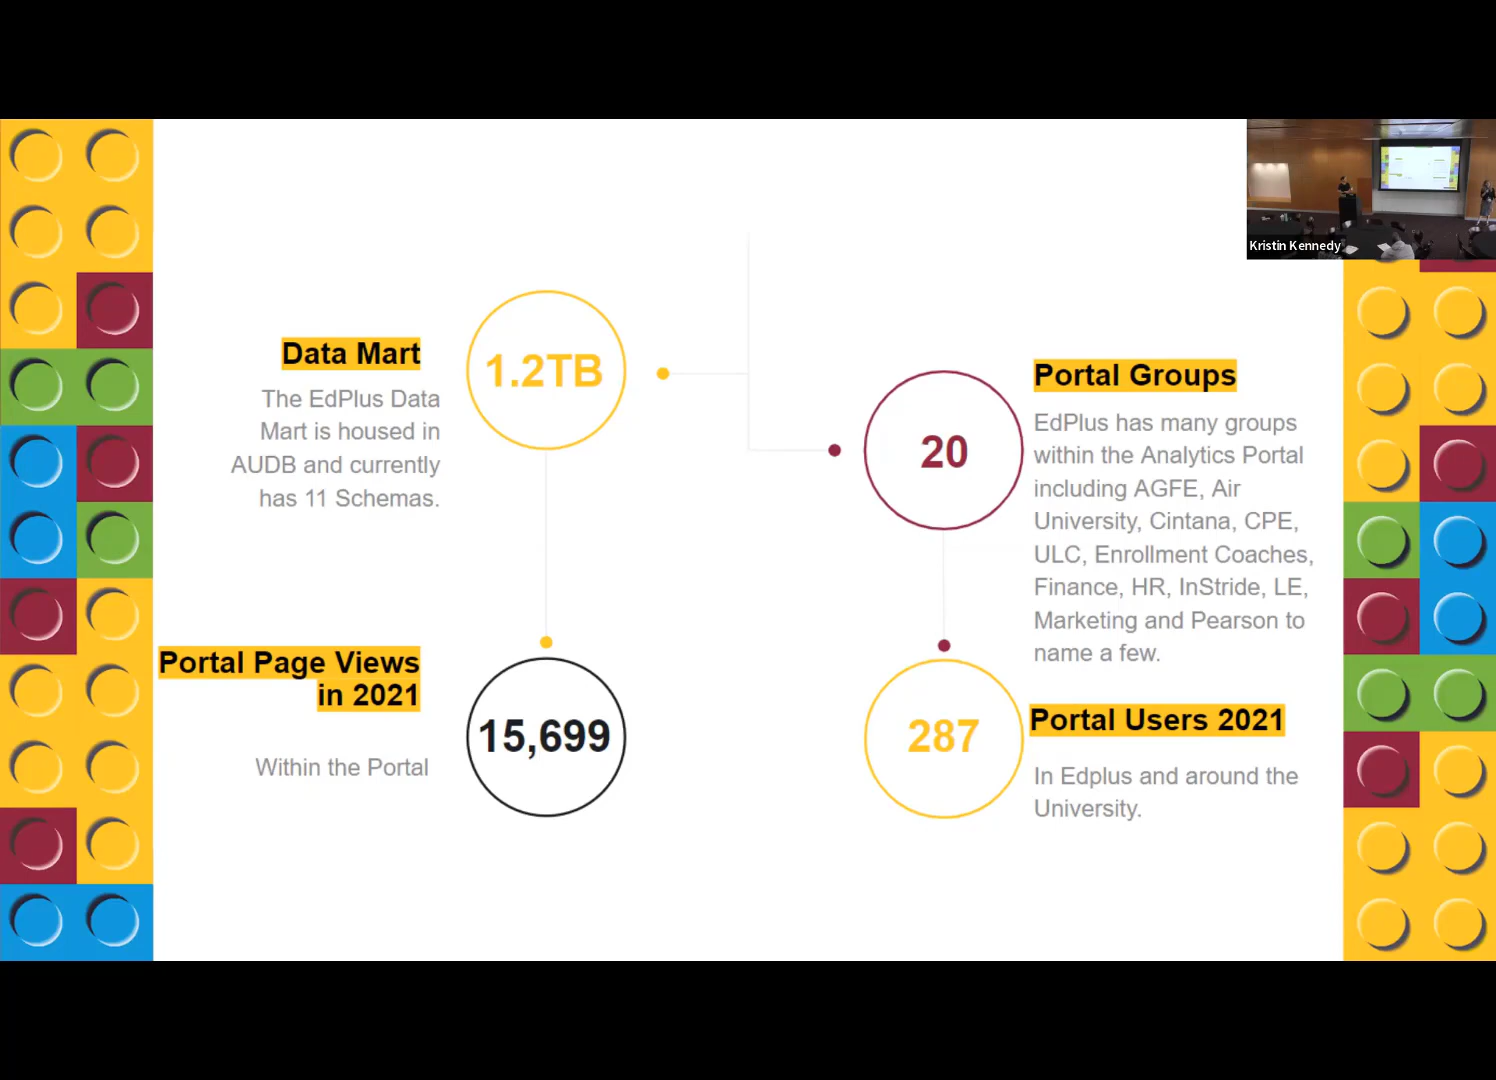 Kristin Kennedy
Data Mart
1.2TB
The EdPlus Data
Mart is housed in
AUDB and currently
has 11 Schemas.
Portal Groups
20
EdPlus has many groups
within the Analytics Portal
including AGFE, Air
University, Cintana, CPE,
ULC, Enrollment Coaches,
Finance, HR, InStride, LE,
Marketing and Pearson to
name a few.
Portal Page Views
in 2021
15,699
Within the Portal
287
Portal Users 2021
In Edplus and around the
University.